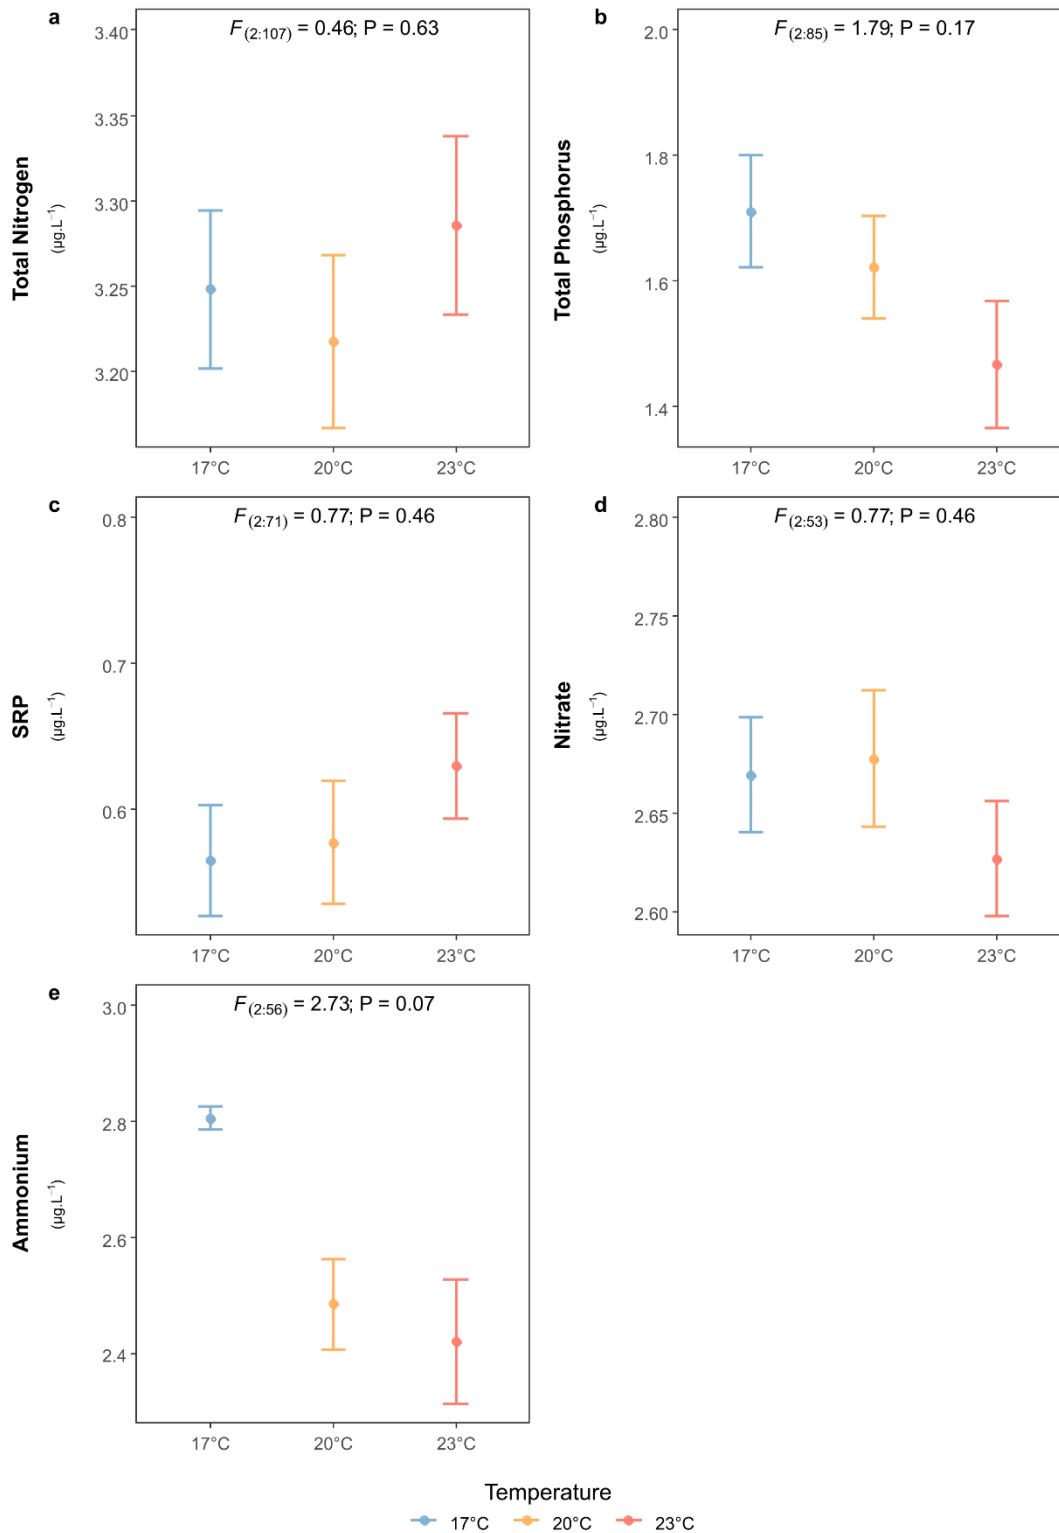 a
F(2:107) = 0.46; P = 0.63
3.40
3.35
3.30
3.25
3.20
Total Nitrogen
(µg.L⁻¹)
17°C 20°C 23°C
b
F(2:85) = 1.79; P = 0.17
2.0
1.8
1.6
1.4
Total Phosphorus
(µg.L⁻¹)
17°C 20°C 23°C
c
F(2:71) = 0.77; P = 0.46
0.8
0.7
0.6
SRP
(µg.L⁻¹)
17°C 20°C 23°C
d
F(2:53) = 0.77; P = 0.46
2.80
2.75
2.70
2.65
2.60
Nitrate
(µg.L⁻¹)
17°C 20°C 23°C
e
F(2:56) = 2.73; P = 0.07
3.0
2.8
2.6
2.4
Ammonium
(µg.L⁻¹)
17°C 20°C 23°C
Temperature
17°C 20°C 23°C